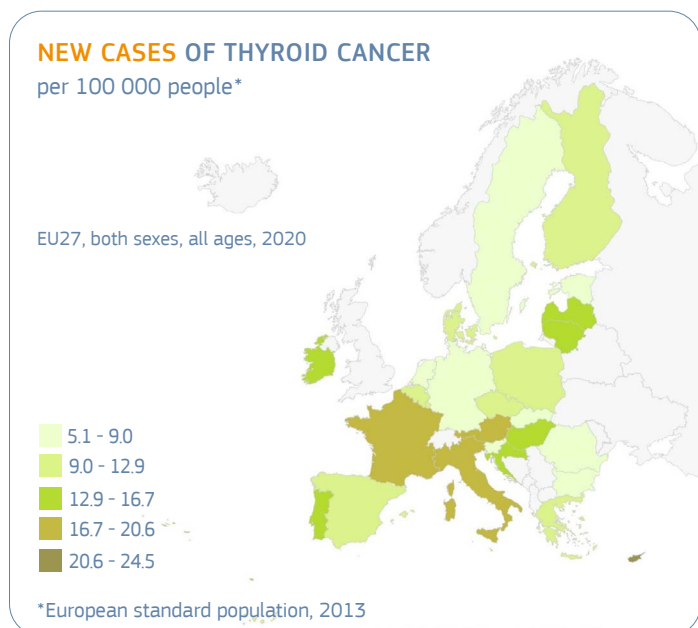 NEW CASES OF THYROID CANCER
per 100 000 people*
EU27, both sexes, all ages, 2020
5.1 - 9.0
9.0 - 12.9
12.9 - 16.7
16.7 - 20.6
20.6 - 24.5
*European standard population, 2013